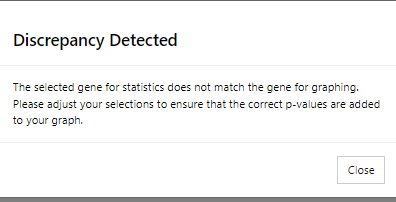 Discrepancy Detected
The selected gene for statistics does not match the gene for graphing.
Please adjust your selections to ensure that the correct p-values are added
to your graph.
Close